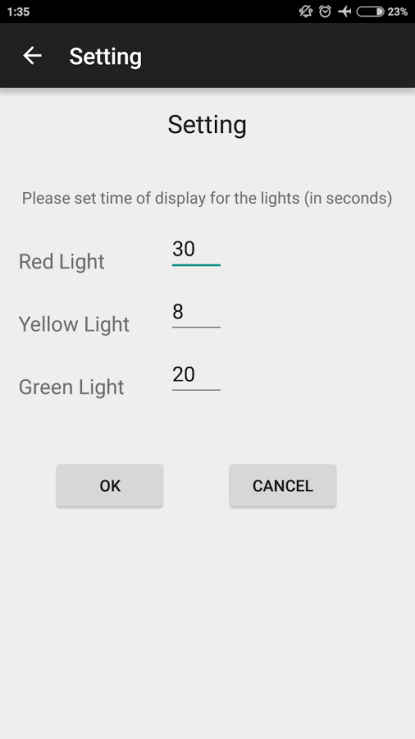 1:35
23%
Setting
Setting
Please set time of display for the lights (in seconds)
Red Light 30
Yellow Light 8
Green Light 20
OK CANCEL